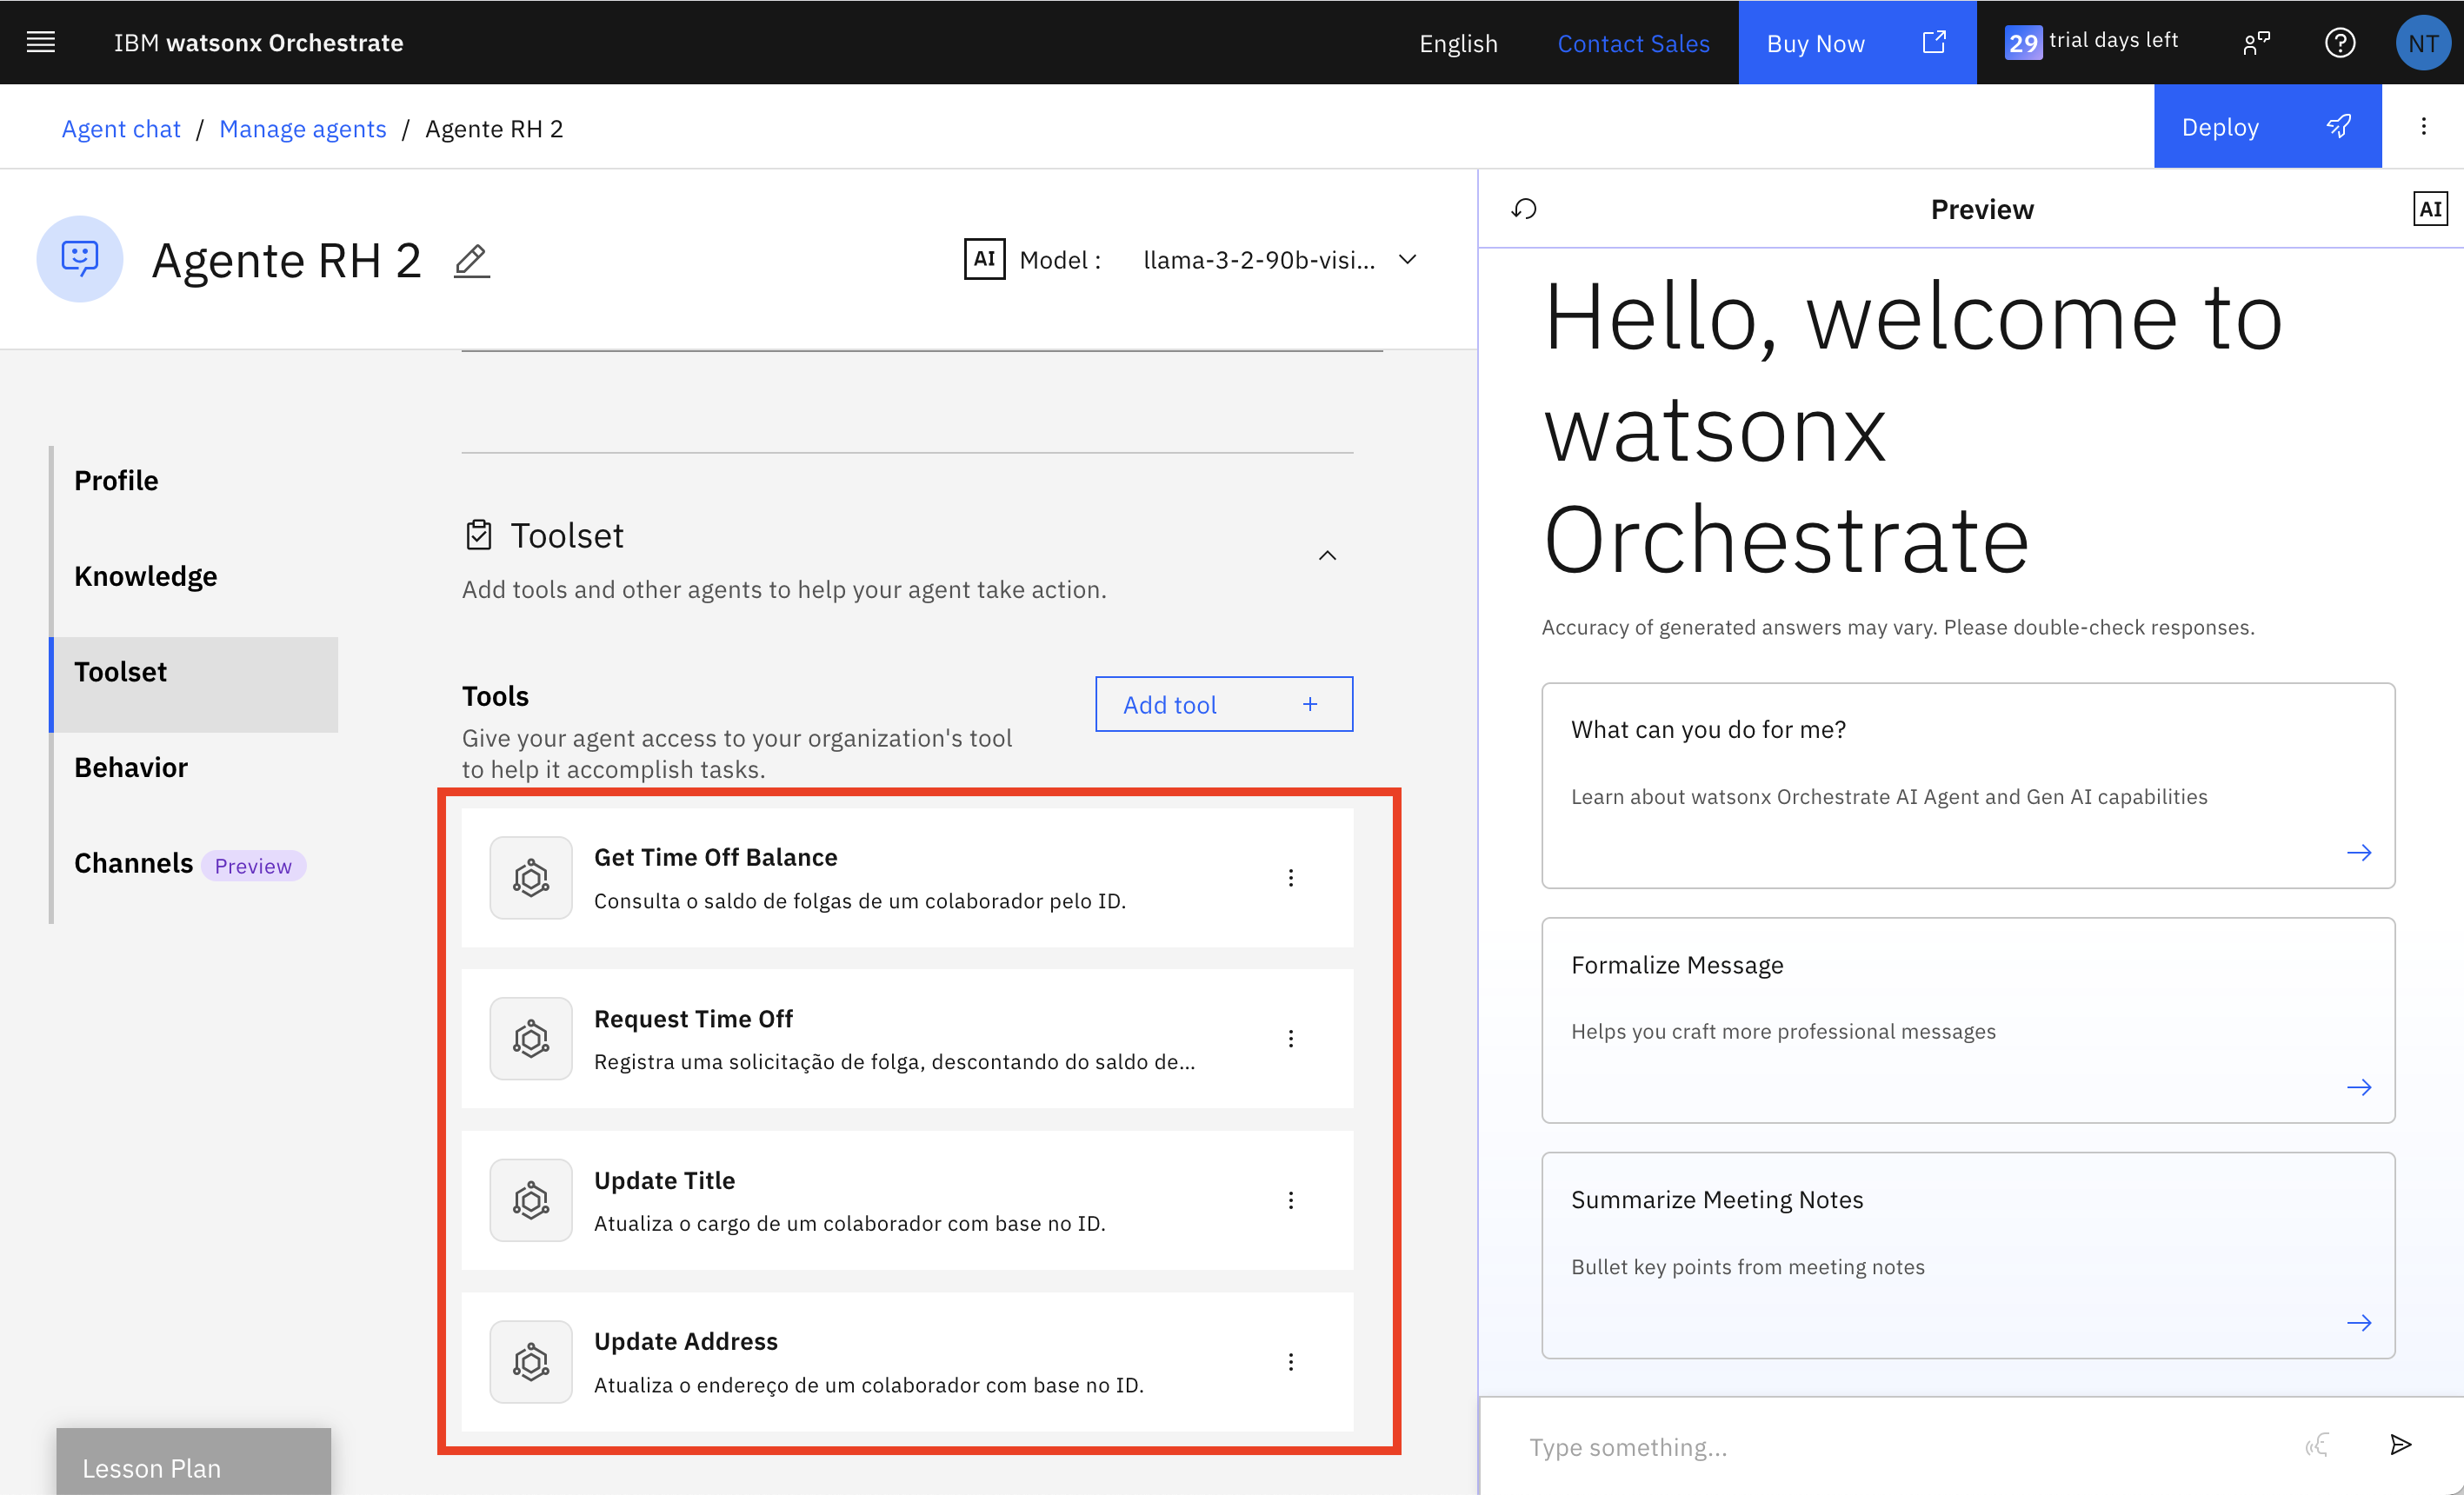 IBM watsonx Orchestrate
English
Contact Sales
Buy Now
29 trial days left
NT
Agent chat / Manage agents / Agente RH 2
Deploy
Agente RH 2
AI Model : llama-3-2-90b-visi...
Profile
Knowledge
Toolset
Behavior
Channels Preview
Lesson Plan
Toolset
Add tools and other agents to help your agent take action.
Tools
Add tool +
Give your agent access to your organization's tool
to help it accomplish tasks.
Get Time Off Balance
Consulta o saldo de folgas de um colaborador pelo ID.
Request Time Off
Registra uma solicitação de folga, descontando do saldo de...
Update Title
Atualiza o cargo de um colaborador com base no ID.
Update Address
Atualiza o endereço de um colaborador com base no ID.
Preview
AI
Hello, welcome to
watsonx
Orchestrate
Accuracy of generated answers may vary. Please double-check responses.
What can you do for me?
Learn about watsonx Orchestrate AI Agent and Gen AI capabilities
Formalize Message
Helps you craft more professional messages
Summarize Meeting Notes
Bullet key points from meeting notes
Type something...